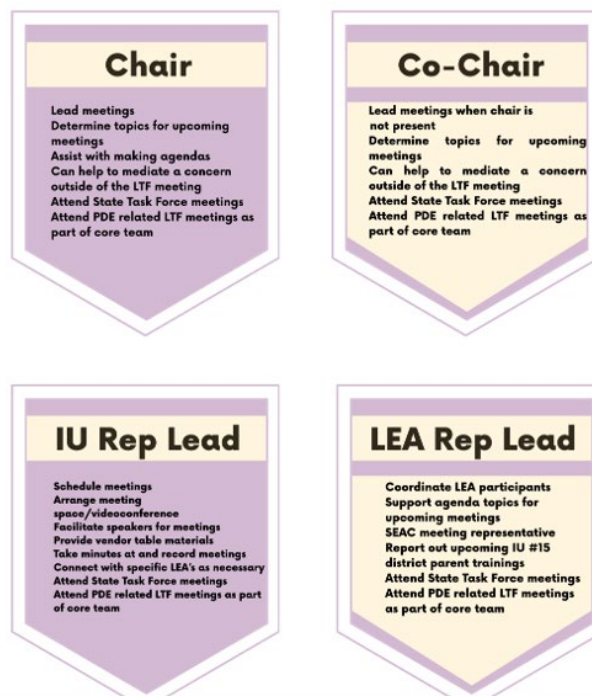 Chair
Lead meetings
Determine topics for upcoming
meetings
Assist with making agendas
Can help to mediate a concern
outside of the LTF meeting
Attend State Task Force meetings
Attend PDE related LTF meetings as
part of core team
Co-Chair
Lead meetings when chair is
not present
Determine topics for upcoming
meetings
Can help to mediate a concern
outside of the LTF meeting
Attend State Task Force meetings
Attend PDE related LTF meetings as
part of core team
IU Rep Lead
Schedule meetings
Arrange meeting
space/videoconference
Facilitate speakers for meetings
Provide vendor table materials
Take minutes at and record meetings
Connect with specific LEA's as necessary
Attend State Task Force meetings
Attend PDE related LTF meetings as part
of core team
LEA Rep Lead
Coordinate LEA participants
Support agenda topics for
upcoming meetings
SEAC meeting representative
Report out upcoming IU #15
district parent trainings
Attend State Task Force meetings
Attend PDE related LTF meetings
as part of core team